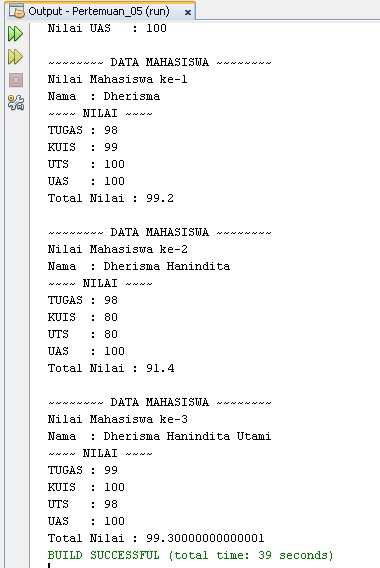 Output - Pertemuan_05 (run)
Nilai UAS   : 100
~~~~~~~~ DATA MAHASISWA ~~~~~~~~
Nilai Mahasiswa ke-1
Nama  : Dherisma
~~~~ NILAI ~~~~
TUGAS : 98
KUIS  : 99
UTS   : 100
UAS   : 100
Total Nilai : 99.2
~~~~~~~~ DATA MAHASISWA ~~~~~~~~
Nilai Mahasiswa ke-2
Nama  : Dherisma Hanindita
~~~~ NILAI ~~~~
TUGAS : 98
KUIS  : 80
UTS   : 80
UAS   : 100
Total Nilai : 91.4
~~~~~~~~ DATA MAHASISWA ~~~~~~~~
Nilai Mahasiswa ke-3
Nama  : Dherisma Hanindita Utami
~~~~ NILAI ~~~~
TUGAS : 99
KUIS  : 100
UTS   : 98
UAS   : 100
Total Nilai : 99.30000000000001
BUILD SUCCESSFUL (total time: 39 seconds)